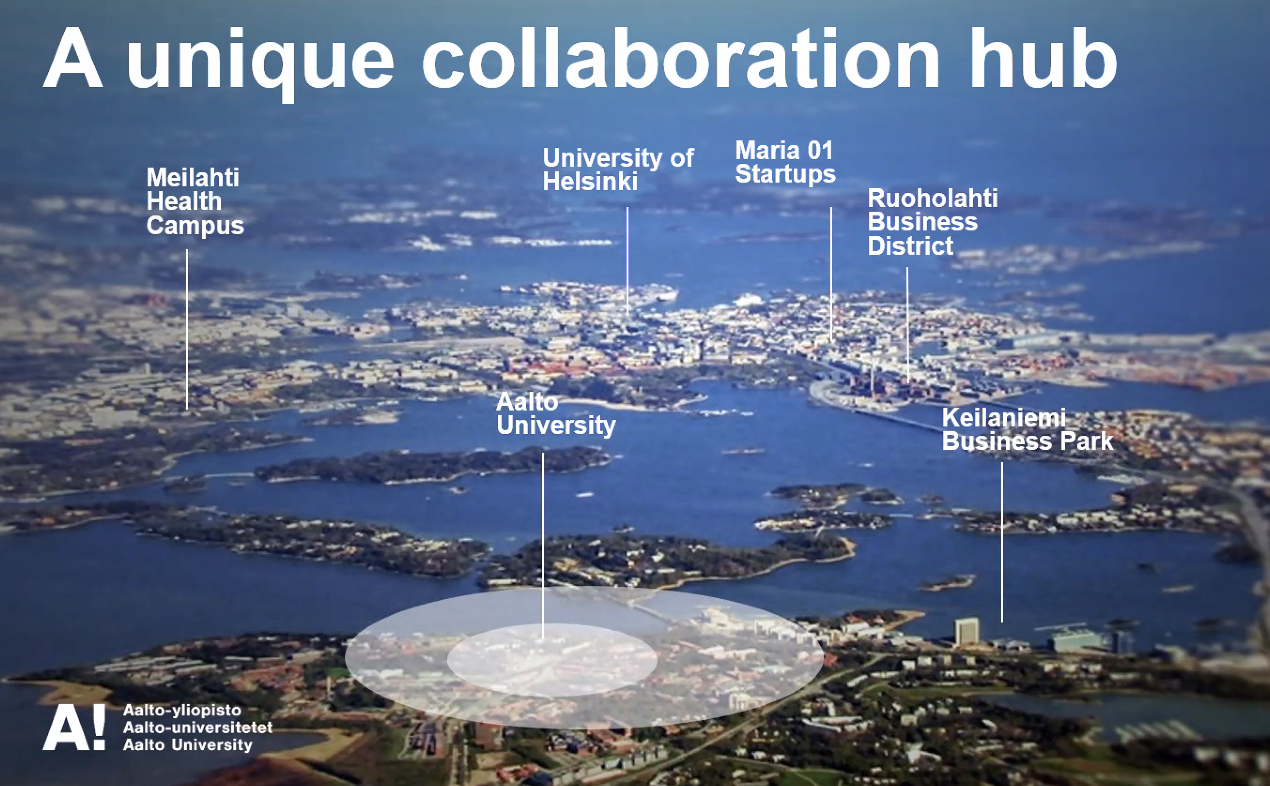 A unique collaboration hub
Meilahti
Health
Campus
University of
Helsinki
Maria 01
Startups
Ruoholahti
Business
District
Aalto
University
Keilaniemi
Business Park
A!
Aalto-yliopisto
Aalto-universitetet
Aalto University